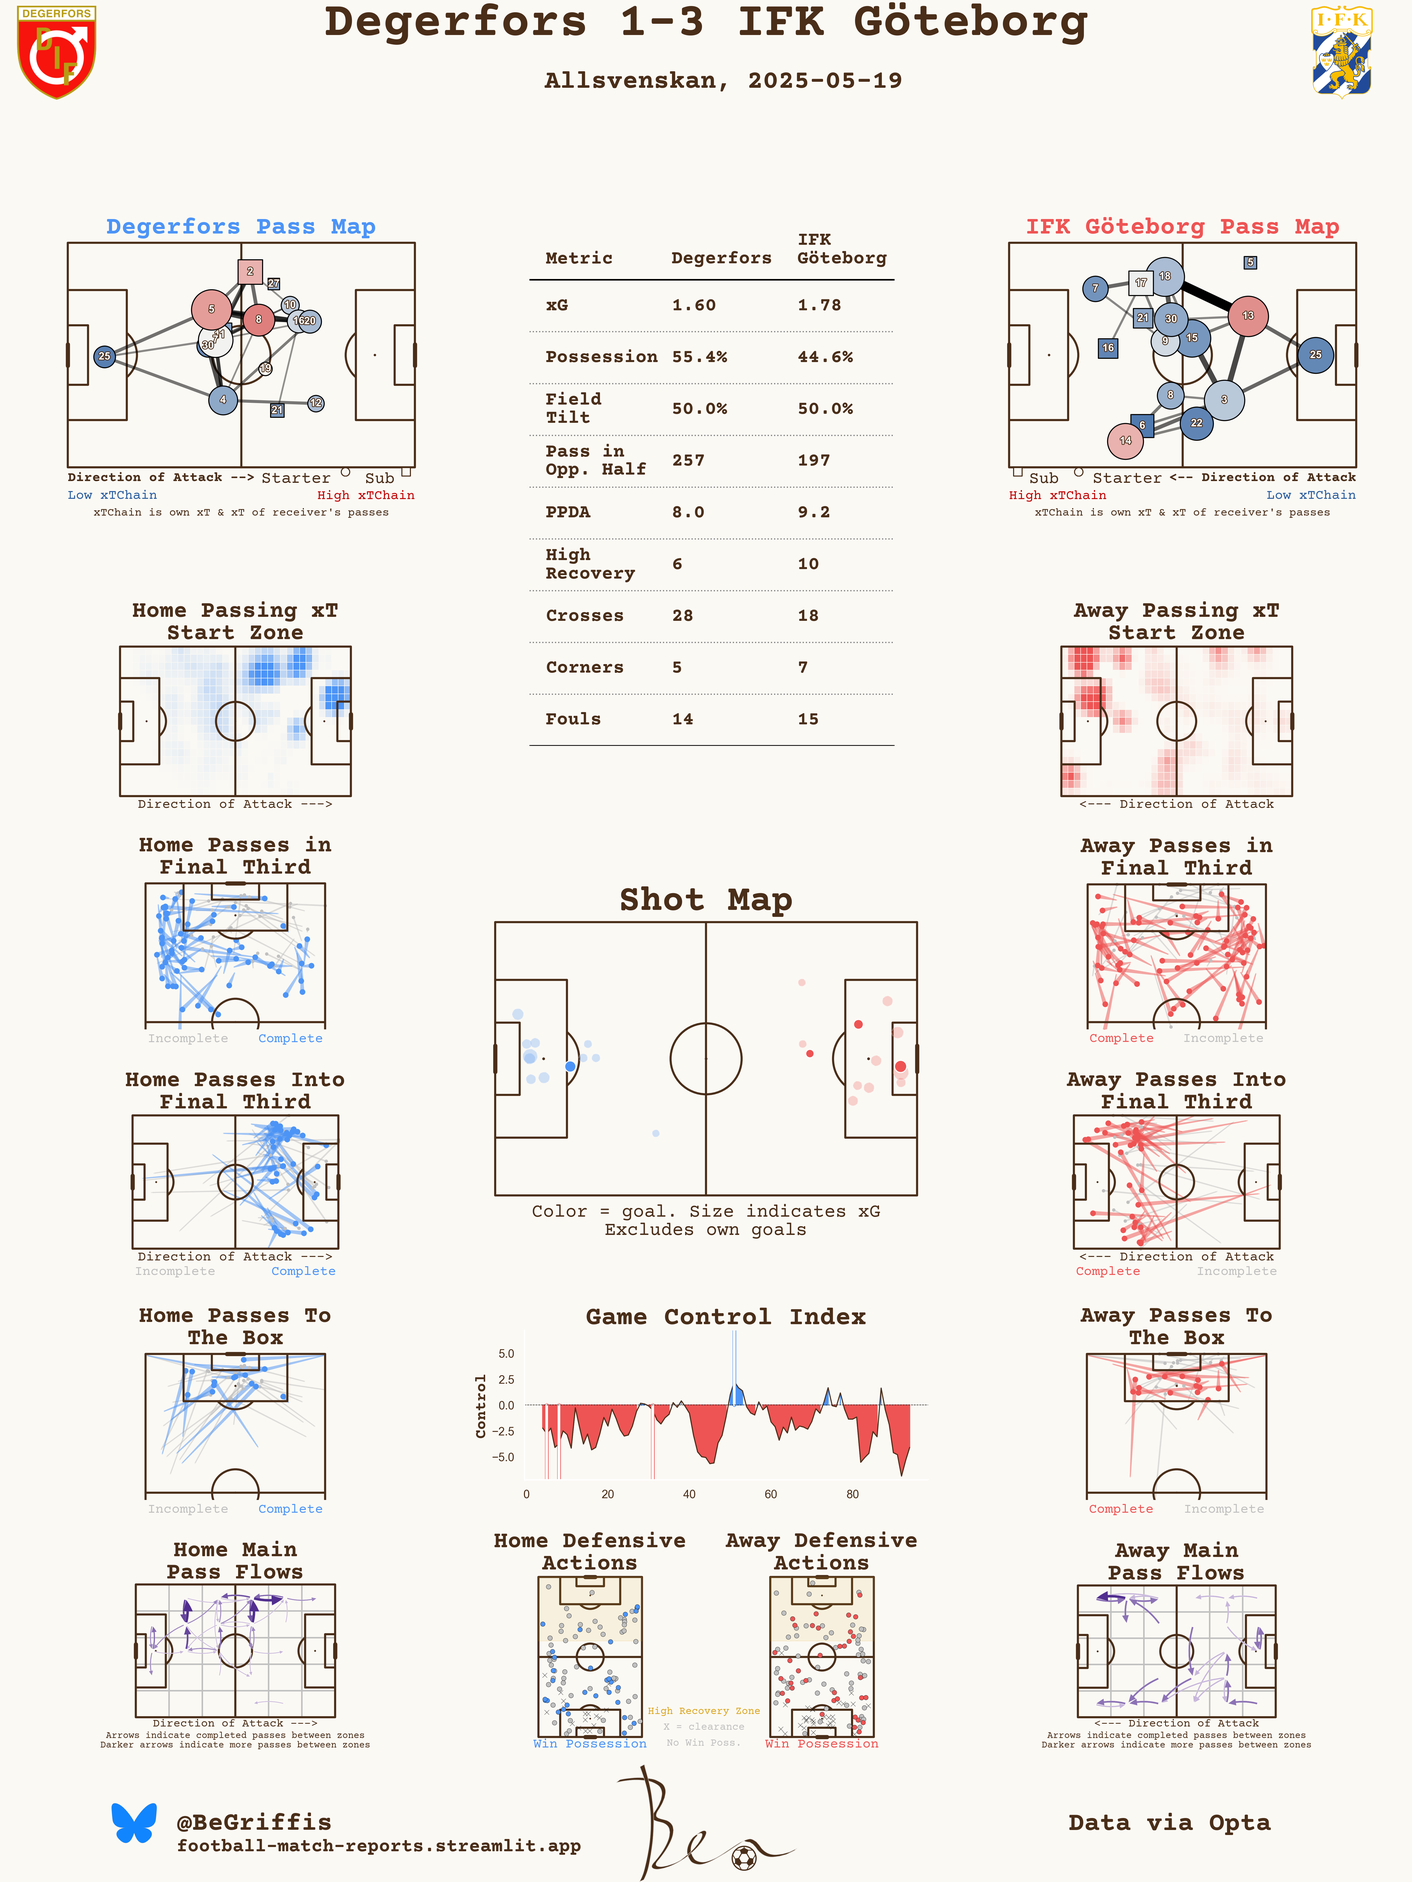 DEGERFORS
DIF
Degerfors 1-3 IFK Göteborg
I·F·K
Allsvenskan, 2025-05-19
Degerfors Pass Map
2
27
5
10
8
16
20
11
30
25
19
4
12
21
Direction of Attack --> Starter Sub
Low xTChain High xTChain
xTChain is own xT & xT of receiver's passes
Metric Degerfors IFK Göteborg
xG 1.60 1.78
Possession 55.4% 44.6%
Field Tilt 50.0% 50.0%
Pass in Opp. Half 257 197
PPDA 8.0 9.2
High Recovery 6 10
Crosses 28 18
Corners 5 7
Fouls 14 15
IFK Göteborg Pass Map
5
18
17
7
13
21
30
15
9
16
25
8
3
6
22
14
Sub Starter <-- Direction of Attack
High xTChain Low xTChain
xTChain is own xT & xT of receiver's passes
Home Passing xT
Start Zone
Direction of Attack --->
Away Passing xT
Start Zone
<--- Direction of Attack
Home Passes in
Final Third
Incomplete Complete
Away Passes in
Final Third
Complete Incomplete
Shot Map
Color = goal. Size indicates xG
Excludes own goals
Home Passes Into
Final Third
Direction of Attack --->
Incomplete Complete
Away Passes Into
Final Third
<--- Direction of Attack
Complete Incomplete
Home Passes To
The Box
Incomplete Complete
Game Control Index
Control
5.0
2.5
0.0
−2.5
−5.0
0 20 40 60 80
Away Passes To
The Box
Complete Incomplete
Home Main
Pass Flows
Direction of Attack --->
Arrows indicate completed passes between zones
Darker arrows indicate more passes between zones
Home Defensive
Actions
Win Possession
Away Defensive
Actions
Win Possession
High Recovery Zone
X = clearance
No Win Poss.
Away Main
Pass Flows
<--- Direction of Attack
Arrows indicate completed passes between zones
Darker arrows indicate more passes between zones
@BeGriffis
football-match-reports.streamlit.app
Ben
Data via Opta